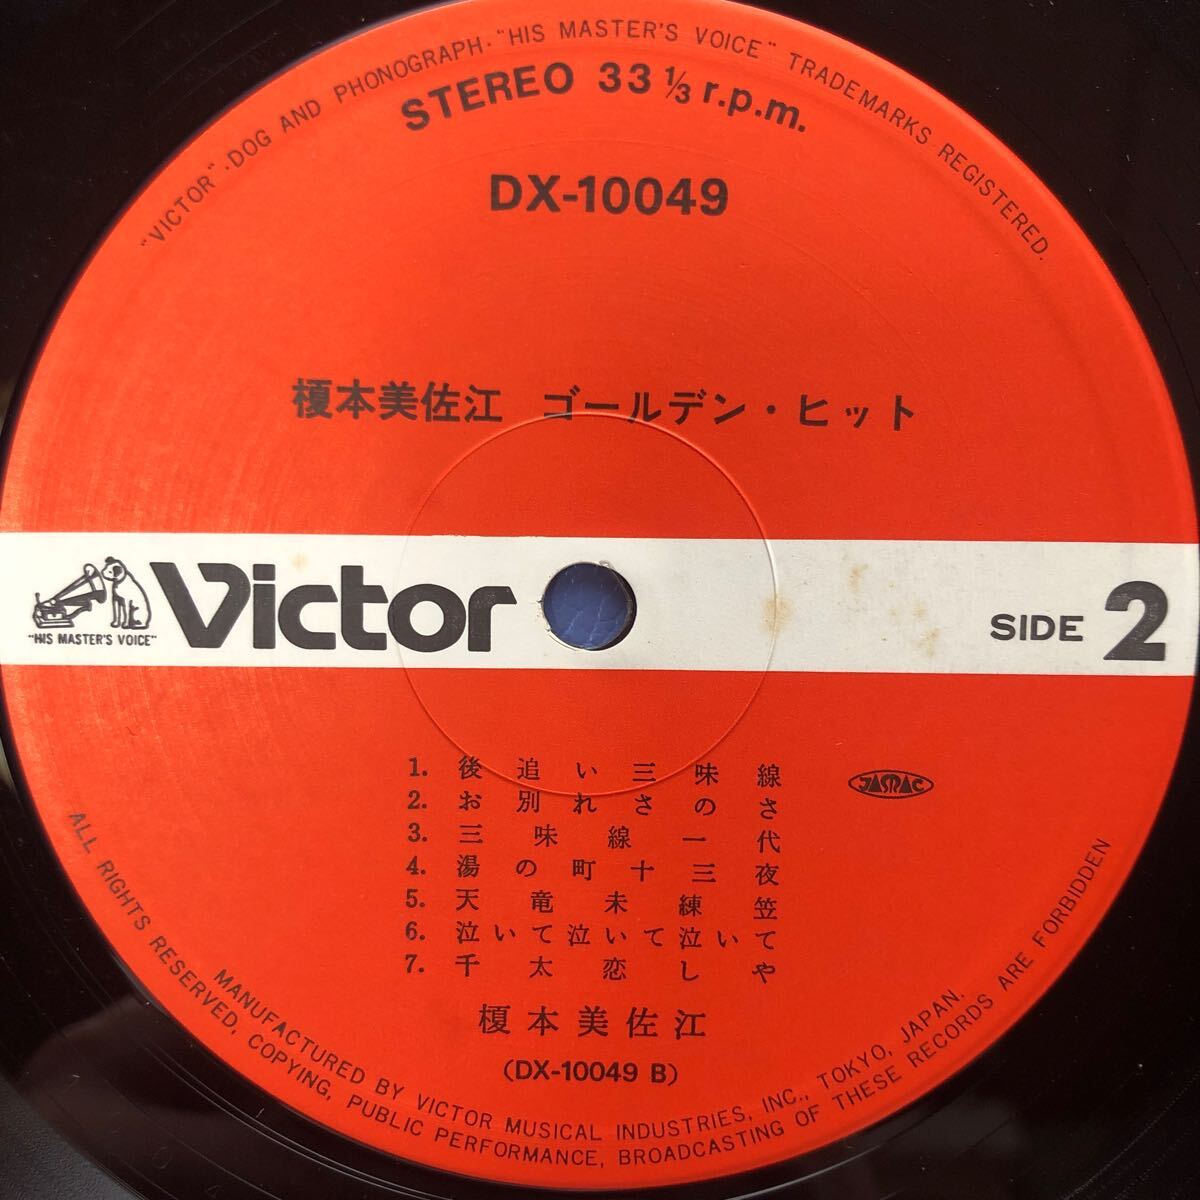 "VICTOR"·DOG AND PHONOGRAPH·"HIS MASTER'S VOICE" TRADEMARKS REGISTERED.
STEREO 33 1/3 r.p.m.
DX-10049
榎本美佐江 ゴールデン・ヒット
"HIS MASTER'S VOICE"
Victor
SIDE 2
1. 後追い三味線
2. お別れさのさ
3. 三味線一代
4. 湯の町十三夜
5. 天竜未練笠
6. 泣いて泣いて泣いて
7. 千太恋しや
JASRAC
榎本美佐江
(DX-10049 B)
MANUFACTURED BY VICTOR MUSICAL INDUSTRIES, INC., TOKYO, JAPAN.
ALL RIGHTS RESERVED, COPYING, PUBLIC PERFORMANCE, BROADCASTING OF THESE RECORDS ARE FORBIDDEN